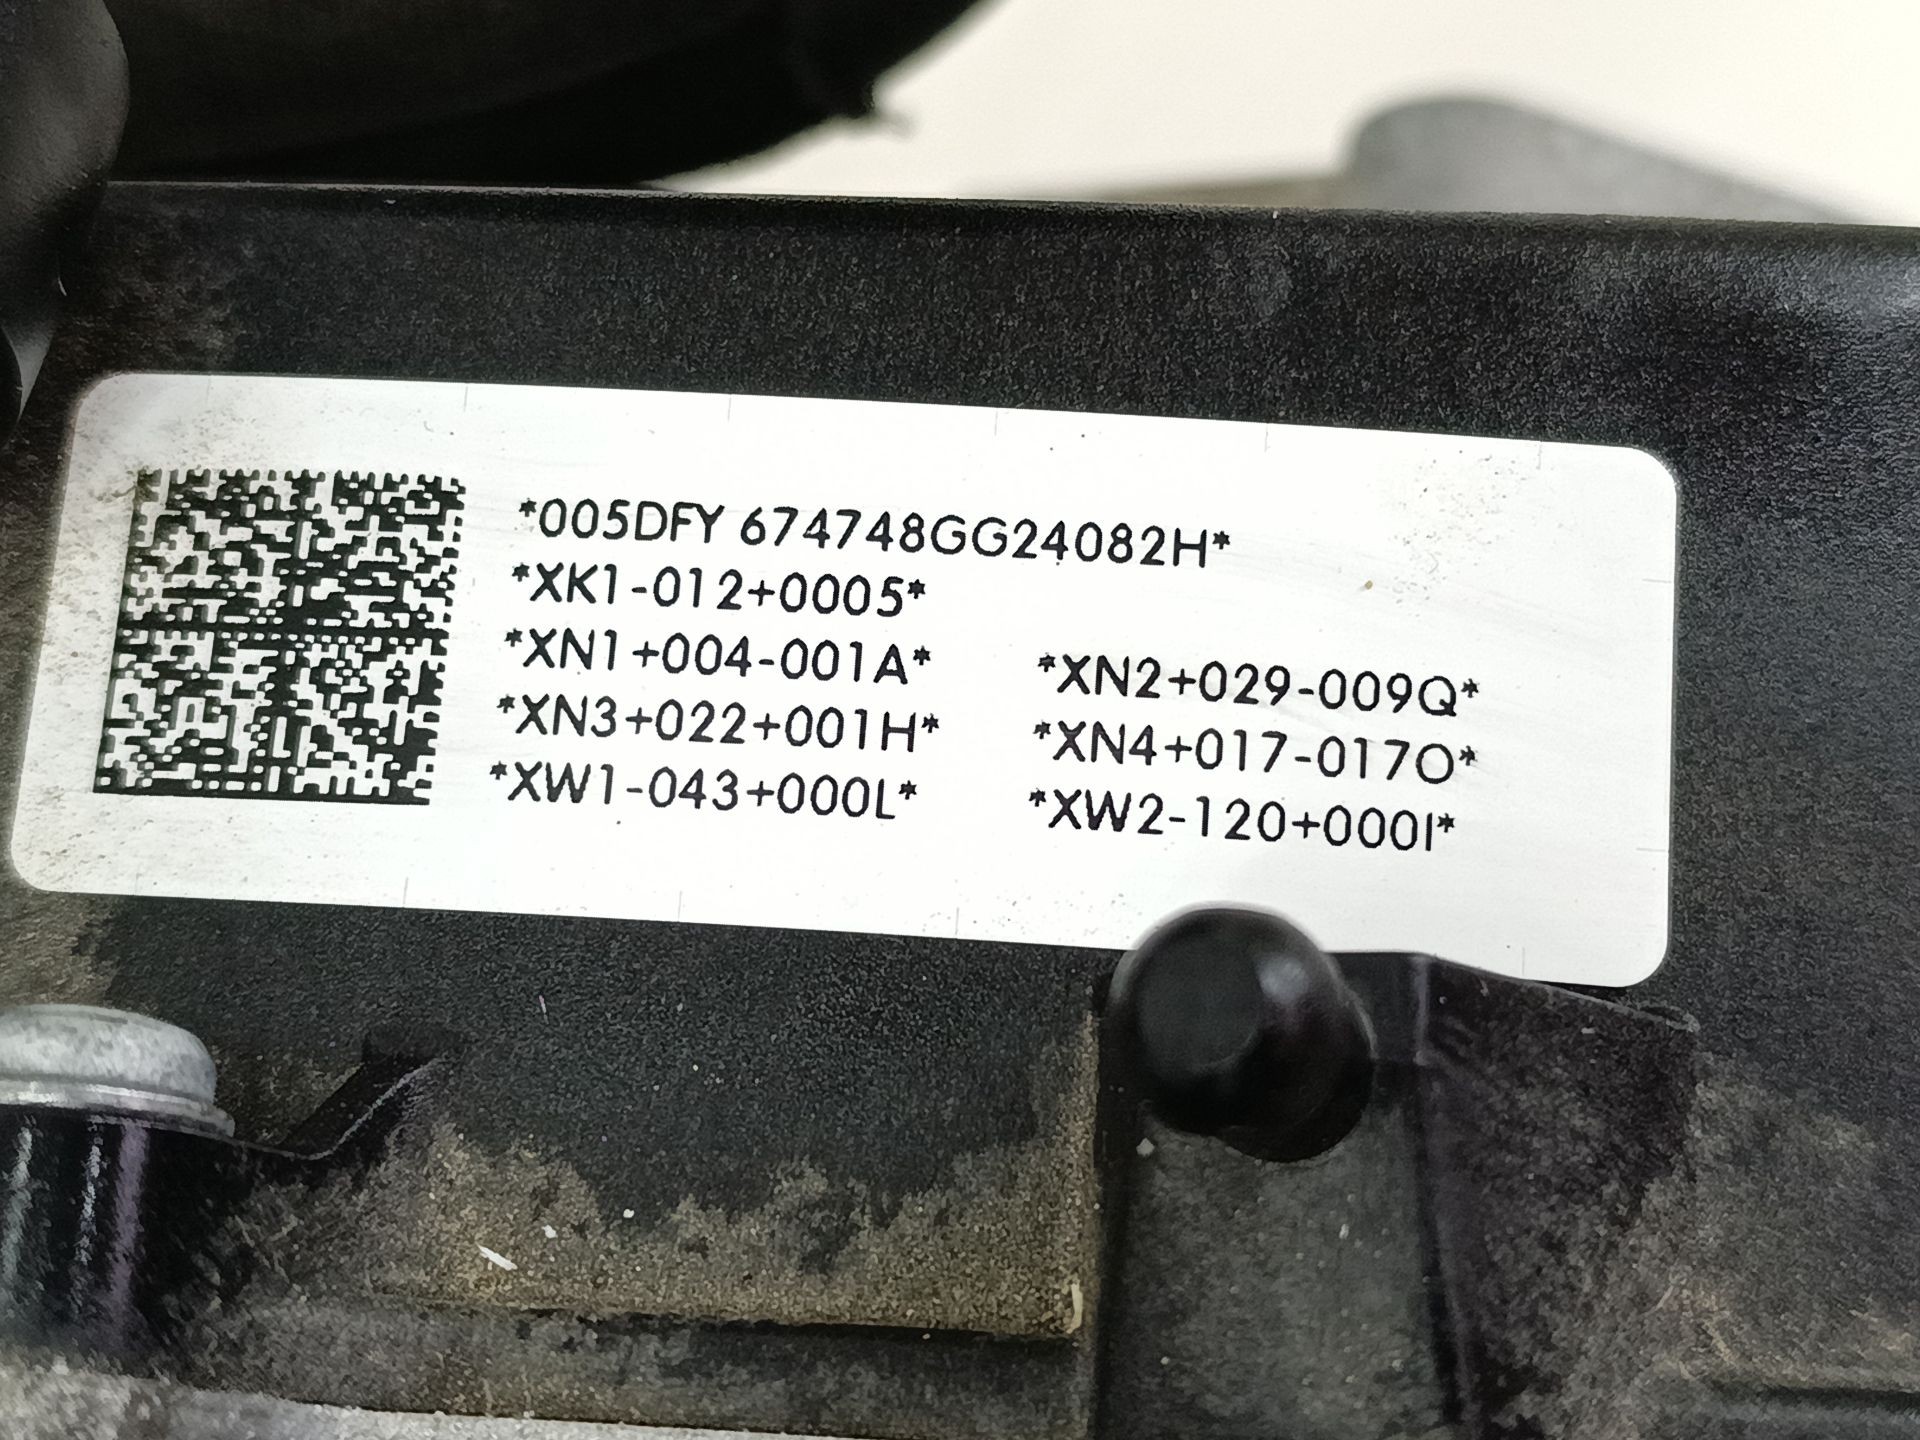 *005DFY 674748GG24082H*
*XK1-012+0005*
*XN1+004-001A* *XN2+029-009Q*
*XN3+022+001H* *XN4+017-017O*
*XW1-043+000L* *XW2-120+000I*